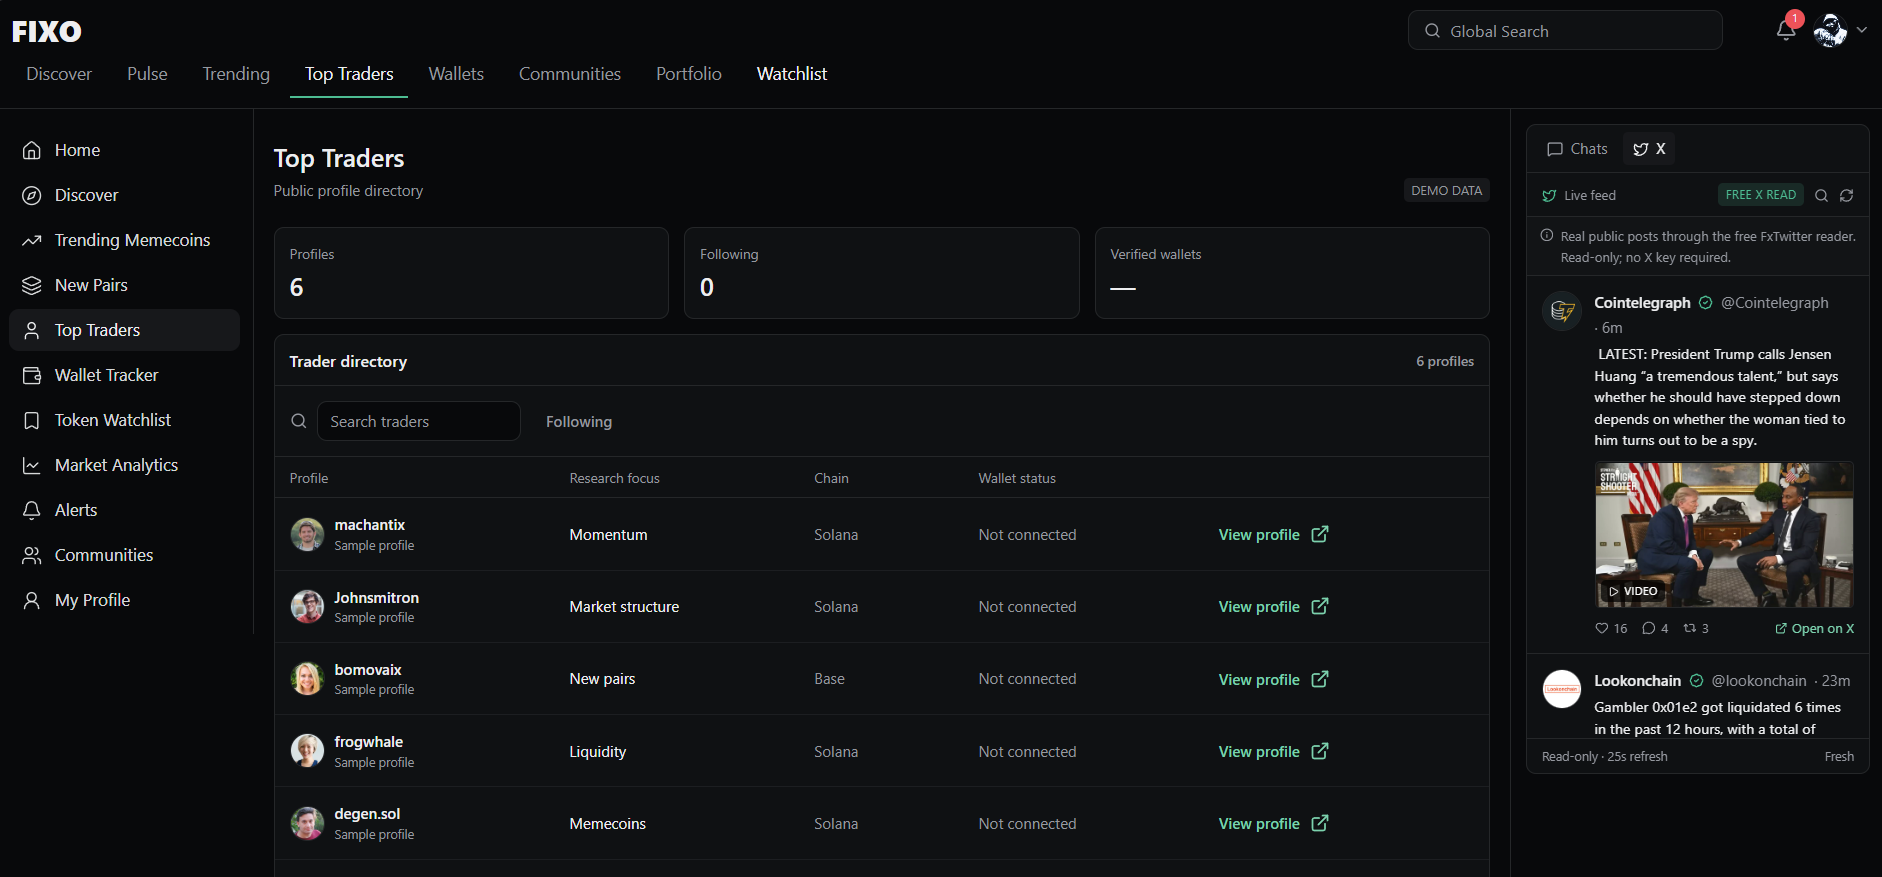 FIXO
Global Search
1
Discover
Pulse
Trending
Top Traders
Wallets
Communities
Portfolio
Watchlist
Home
Discover
Trending Memecoins
New Pairs
Top Traders
Wallet Tracker
Token Watchlist
Market Analytics
Alerts
Communities
My Profile
Top Traders
Public profile directory
DEMO DATA
Profiles
6
Following
0
Verified wallets
—
Trader directory
6 profiles
Search traders
Following
Profile
Research focus
Chain
Wallet status
machantix
Sample profile
Momentum
Solana
Not connected
View profile
Johnsmitron
Sample profile
Market structure
Solana
Not connected
View profile
bomovaix
Sample profile
New pairs
Base
Not connected
View profile
frogwhale
Sample profile
Liquidity
Solana
Not connected
View profile
degen.sol
Sample profile
Memecoins
Solana
Not connected
View profile
Chats
X
Live feed
FREE X READ
Real public posts through the free FxTwitter reader.
Read-only; no X key required.
Cointelegraph @Cointelegraph
· 6m
LATEST: President Trump calls Jensen
Huang “a tremendous talent,” but says
whether he should have stepped down
depends on whether the woman tied to
him turns out to be a spy.
STRAIGHT
SHOOTER
VIDEO
16
4
3
Open on X
Lookonchain
Lookonchain @lookonchain · 23m
Gambler 0x01e2 got liquidated 6 times
in the past 12 hours, with a total of
Read-only · 25s refresh
Fresh